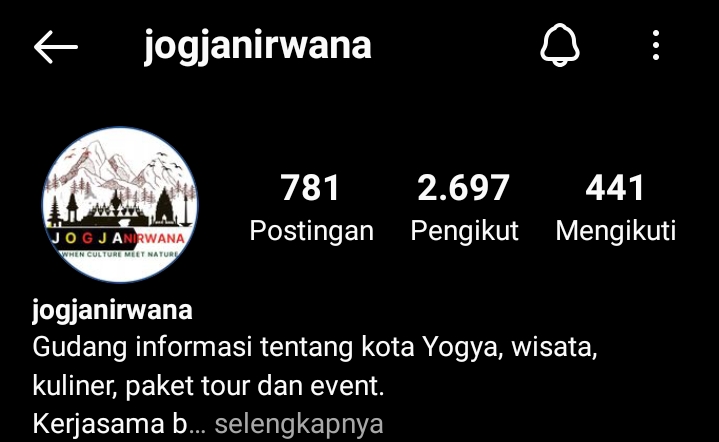 jogjanirwana
781
Postingan
2.697
Pengikut
441
Mengikuti
JOGJANIRWANA
WHEN CULTURE MEET NATURE
jogjanirwana
Gudang informasi tentang kota Yogya, wisata,
kuliner, paket tour dan event.
Kerjasama b... selengkapnya